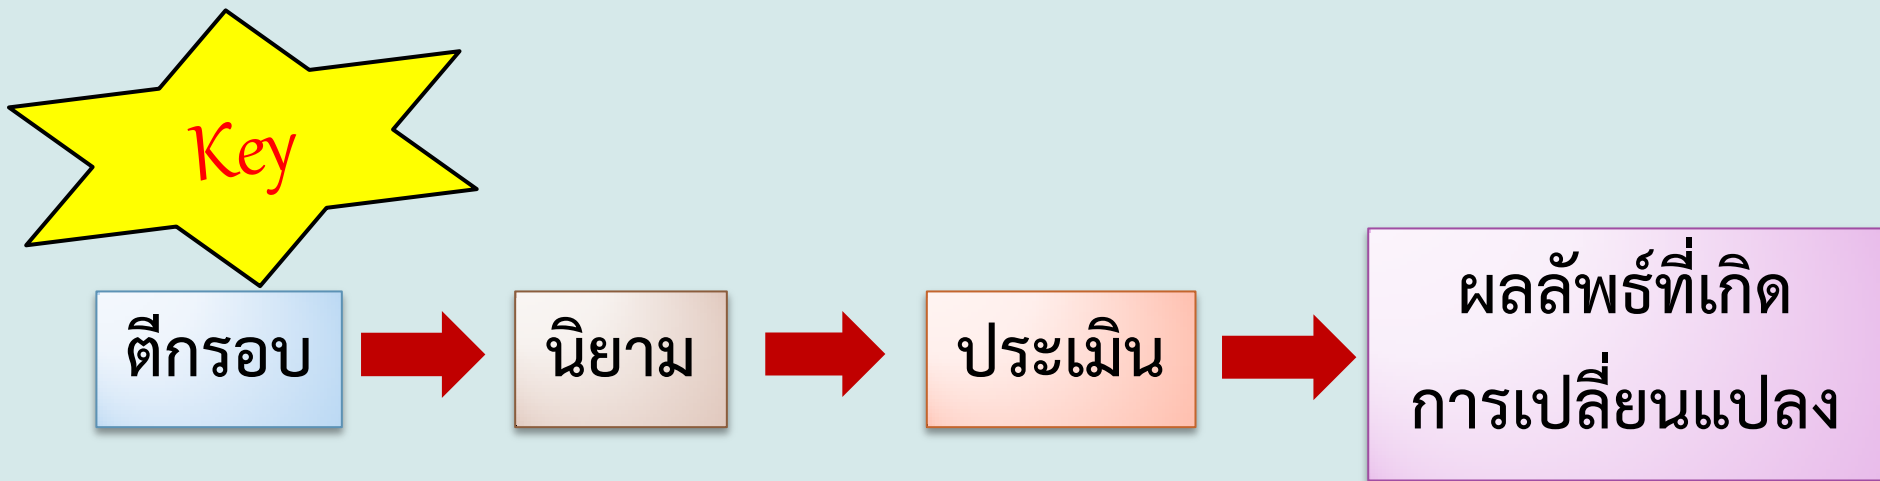 Key
ตีกรอบ
นิยาม
ประเมิน
ผลลัพธ์ที่เกิด
การเปลี่ยนแปลง